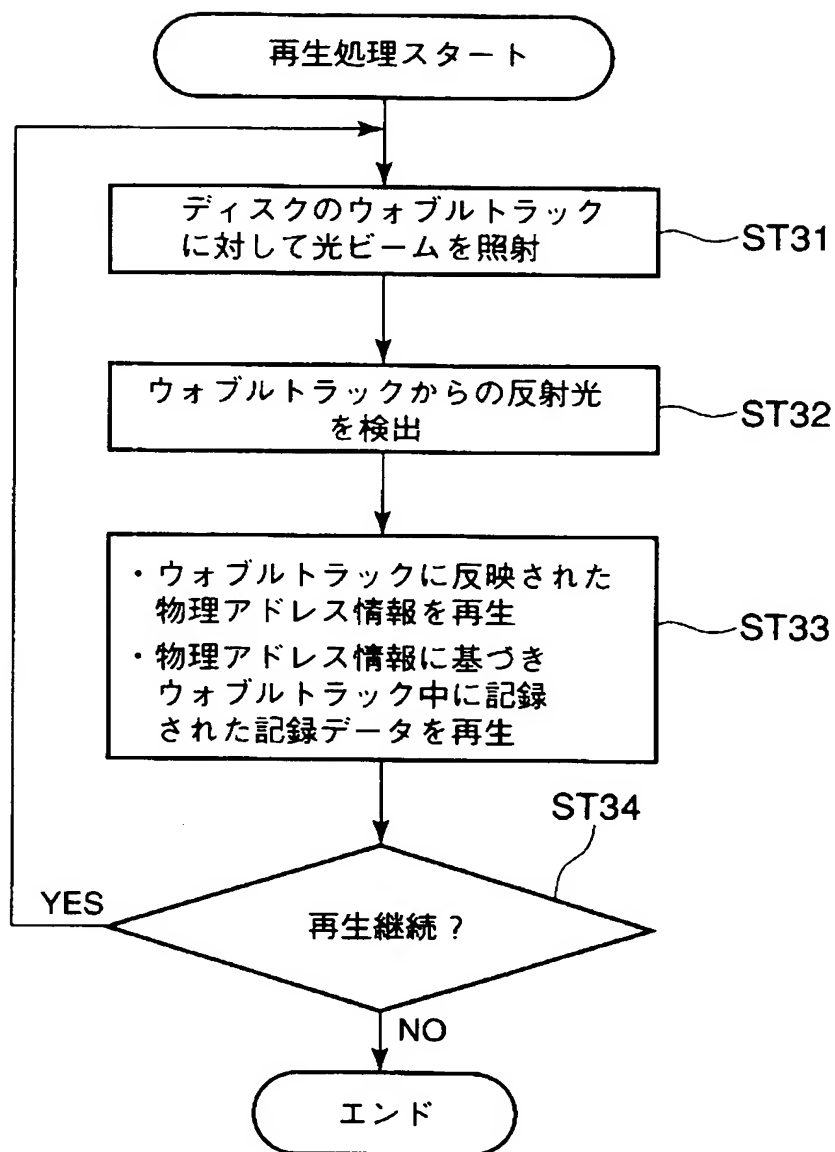 再生処理スタート
ディスクのウォブルトラック
に対して光ビームを照射
ST31
ウォブルトラックからの反射光
を検出
ST32
・ウォブルトラックに反映された
物理アドレス情報を再生
・物理アドレス情報に基づき
ウォブルトラック中に記録
された記録データを再生
ST33
ST34
再生継続？
YES
NO
エンド